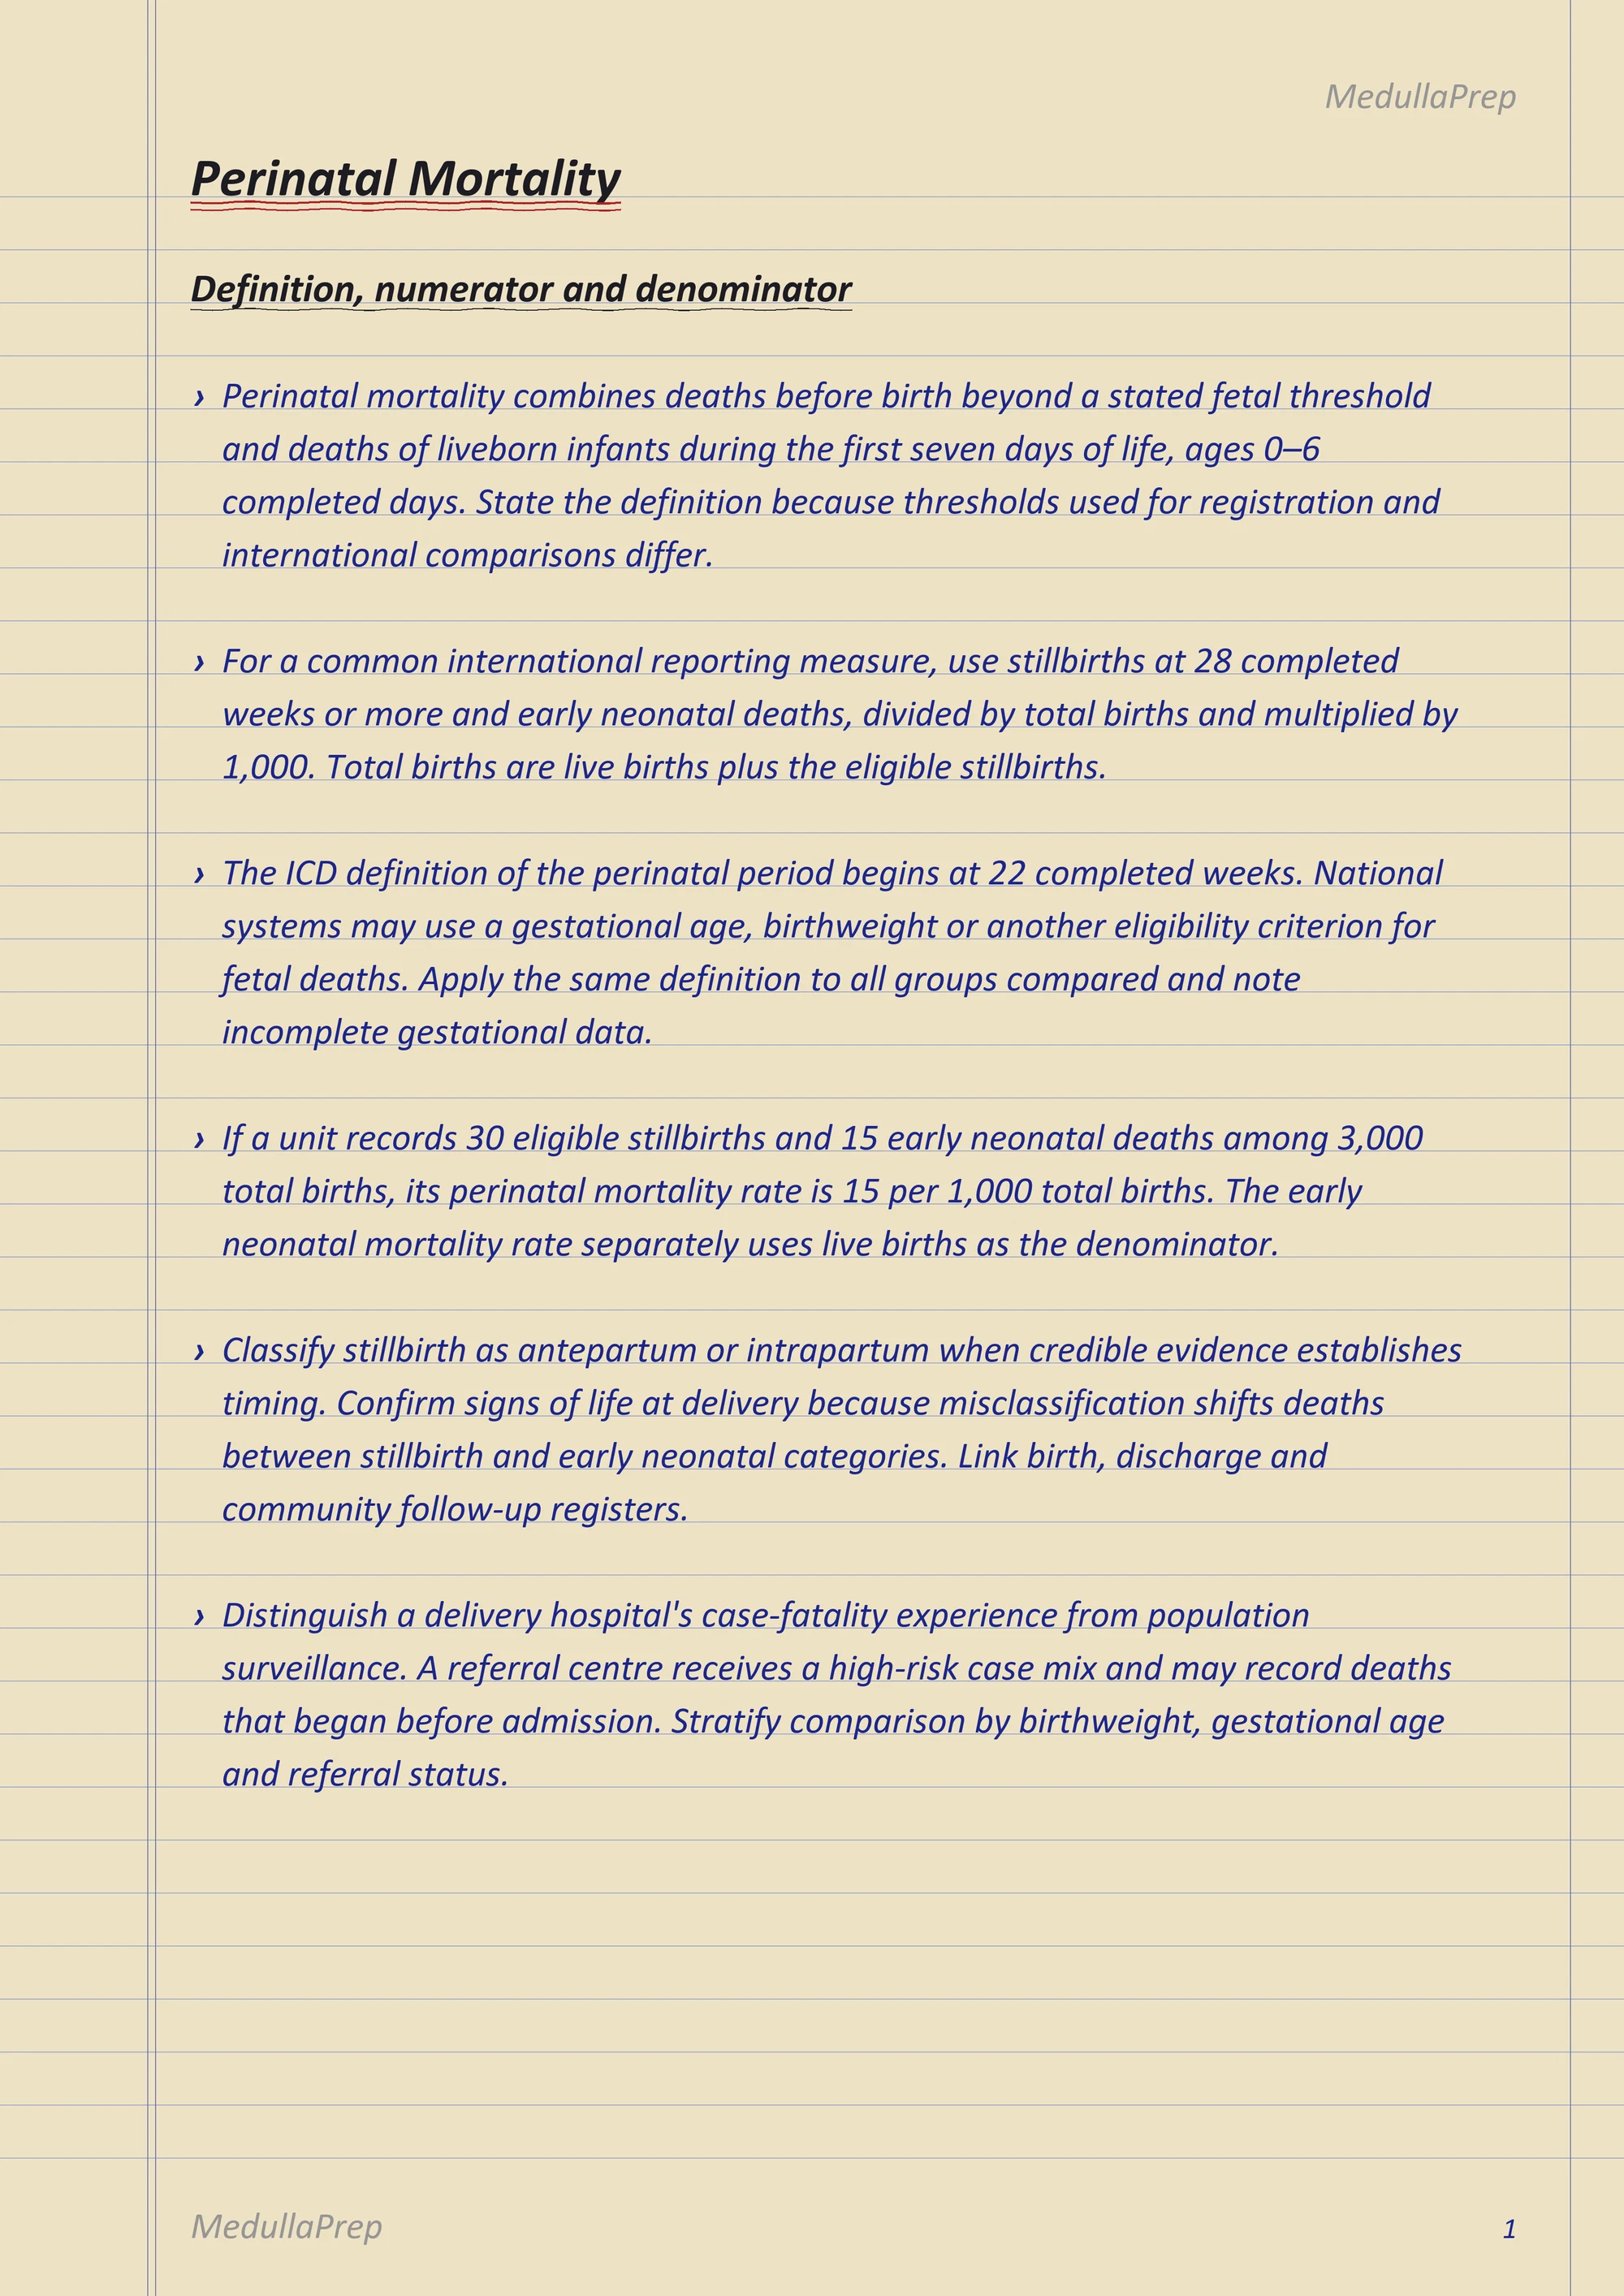 MedullaPrep
Perinatal Mortality
Definition, numerator and denominator
› Perinatal mortality combines deaths before birth beyond a stated fetal threshold
and deaths of liveborn infants during the first seven days of life, ages 0–6
completed days. State the definition because thresholds used for registration and
international comparisons differ.
› For a common international reporting measure, use stillbirths at 28 completed
weeks or more and early neonatal deaths, divided by total births and multiplied by
1,000. Total births are live births plus the eligible stillbirths.
› The ICD definition of the perinatal period begins at 22 completed weeks. National
systems may use a gestational age, birthweight or another eligibility criterion for
fetal deaths. Apply the same definition to all groups compared and note
incomplete gestational data.
› If a unit records 30 eligible stillbirths and 15 early neonatal deaths among 3,000
total births, its perinatal mortality rate is 15 per 1,000 total births. The early
neonatal mortality rate separately uses live births as the denominator.
› Classify stillbirth as antepartum or intrapartum when credible evidence establishes
timing. Confirm signs of life at delivery because misclassification shifts deaths
between stillbirth and early neonatal categories. Link birth, discharge and
community follow-up registers.
› Distinguish a delivery hospital's case-fatality experience from population
surveillance. A referral centre receives a high-risk case mix and may record deaths
that began before admission. Stratify comparison by birthweight, gestational age
and referral status.
MedullaPrep
1